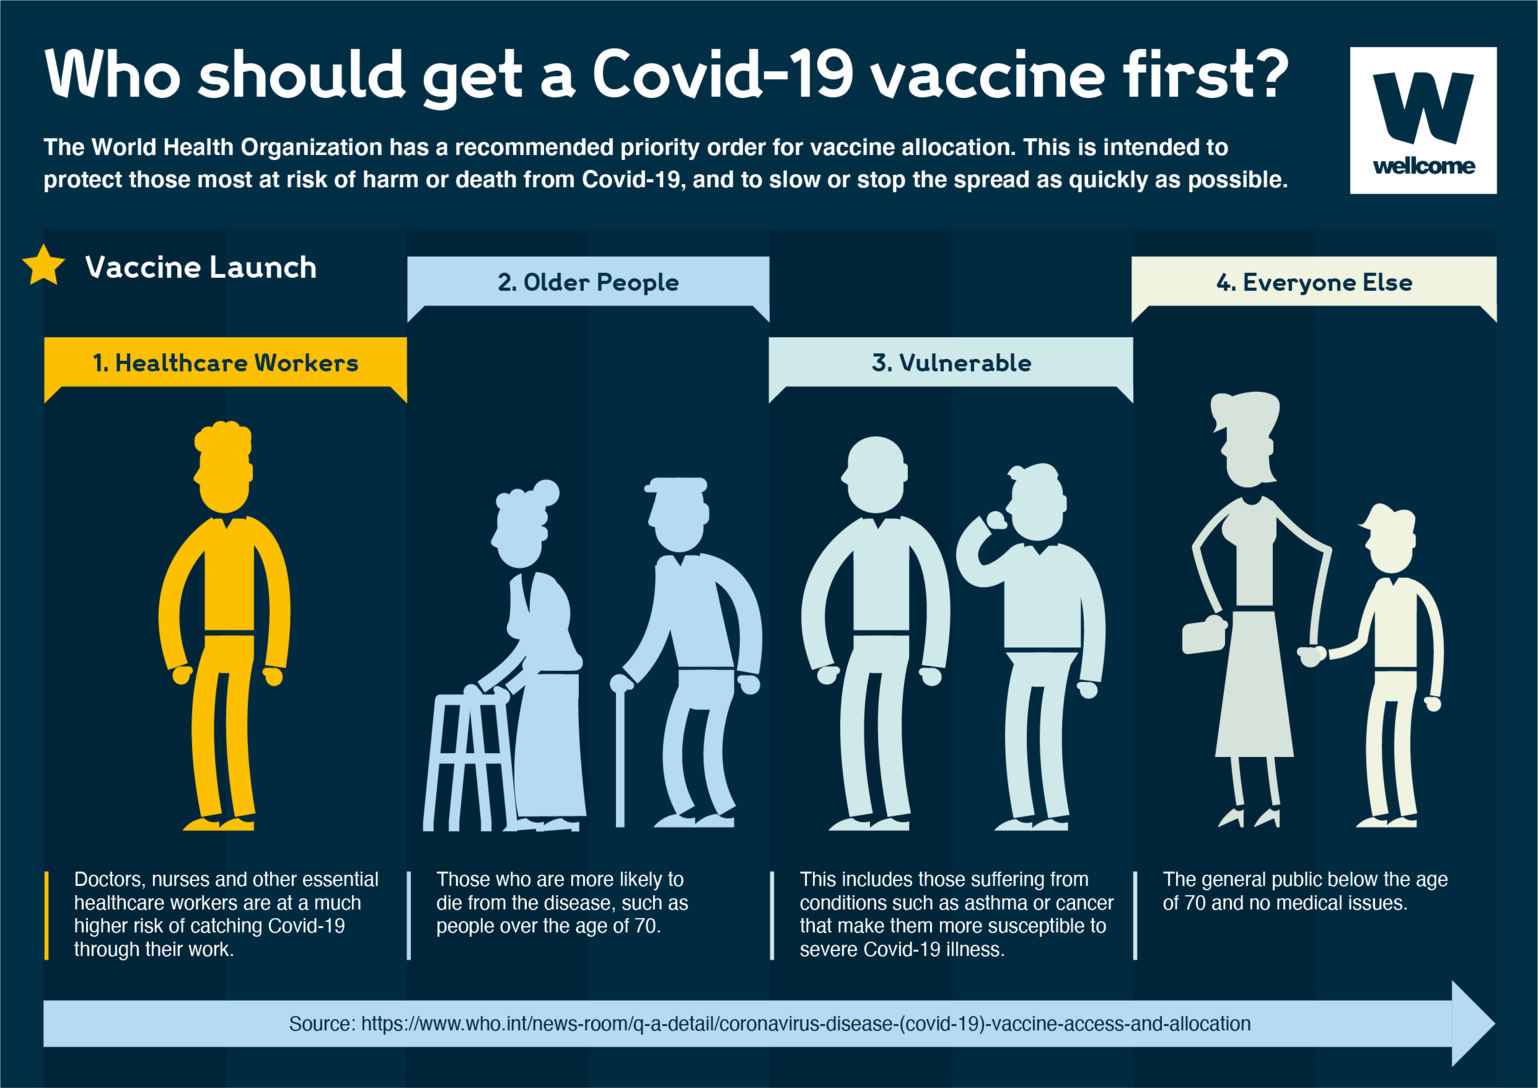 Who should get a Covid-19 vaccine first?
W
wellcome
The World Health Organization has a recommended priority order for vaccine allocation. This is intended to
protect those most at risk of harm or death from Covid-19, and to slow or stop the spread as quickly as possible.
Vaccine Launch
1. Healthcare Workers
2. Older People
3. Vulnerable
4. Everyone Else
Doctors, nurses and other essential
healthcare workers are at a much
higher risk of catching Covid-19
through their work.
Those who are more likely to
die from the disease, such as
people over the age of 70.
This includes those suffering from
conditions such as asthma or cancer
that make them more susceptible to
severe Covid-19 illness.
The general public below the age
of 70 and no medical issues.
Source: https://www.who.int/news-room/q-a-detail/coronavirus-disease-(covid-19)-vaccine-access-and-allocation